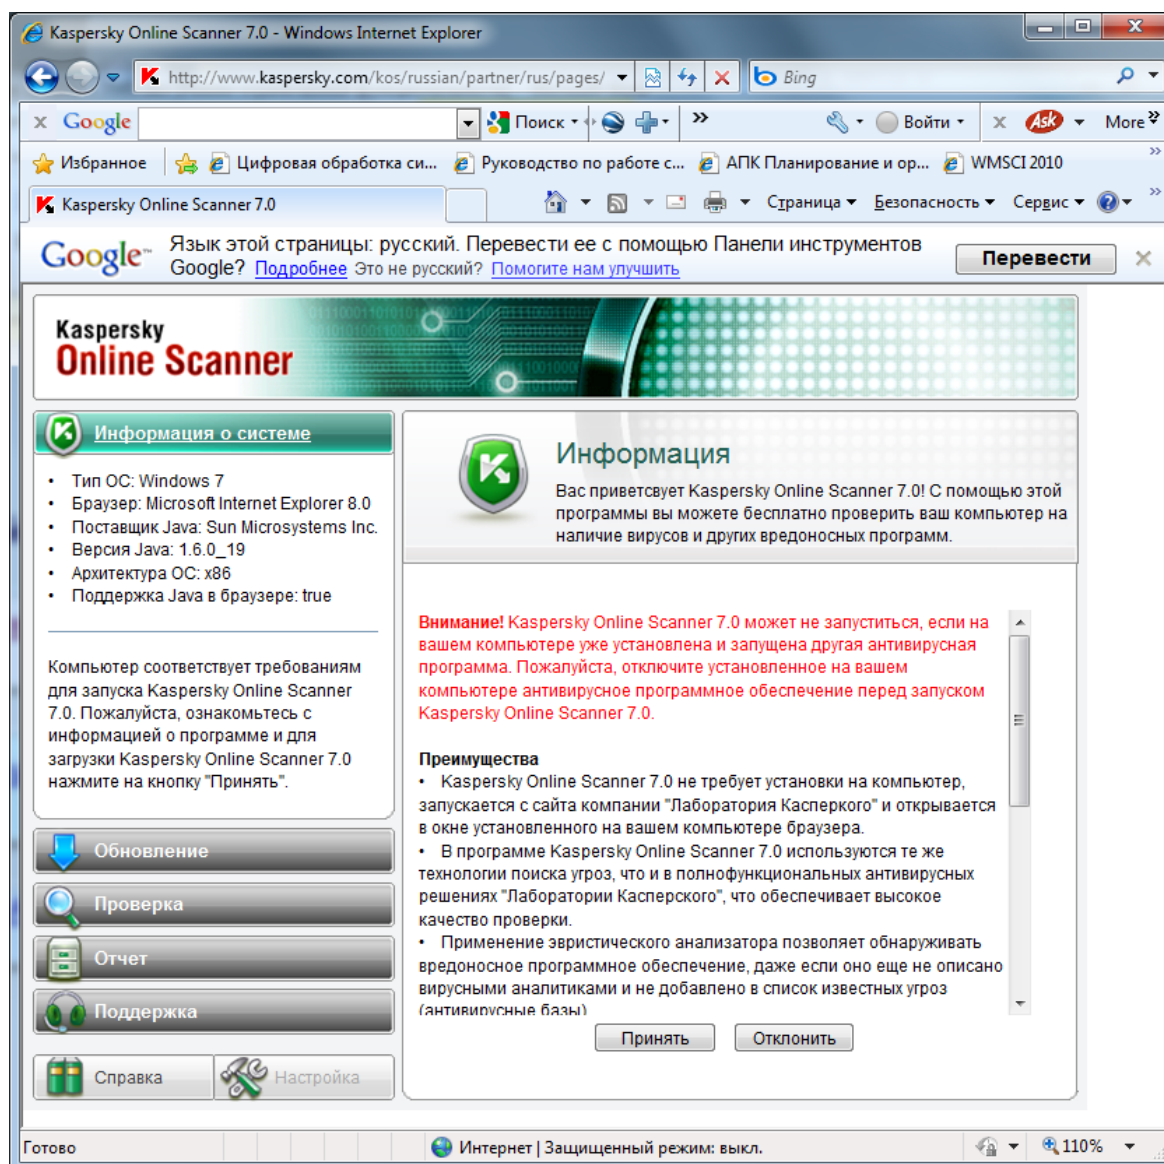 Kaspersky Online Scanner 7.0 - Windows Internet Explorer
http://www.kaspersky.com/kos/russian/partner/rus/pages/ Bing
Google Поиск Войти Ask More
Избранное Цифровая обработка си... Руководство по работе с... АПК Планирование и ор... WMSCI 2010
Kaspersky Online Scanner 7.0 Страница Безопасность Сервис
Google™ Язык этой страницы: русский. Перевести ее с помощью Панели инструментов
Google? Подробнее Это не русский? Помогите нам улучшить
Перевести
Kaspersky
Online Scanner
Информация о системе
• Тип ОС: Windows 7
• Браузер: Microsoft Internet Explorer 8.0
• Поставщик Java: Sun Microsystems Inc.
• Версия Java: 1.6.0_19
• Архитектура ОС: x86
• Поддержка Java в браузере: true
Компьютер соответствует требованиям
для запуска Kaspersky Online Scanner
7.0. Пожалуйста, ознакомьтесь с
информацией о программе и для
загрузки Kaspersky Online Scanner 7.0
нажмите на кнопку "Принять".
Обновление
Проверка
Отчет
Поддержка
Справка
Настройка
Информация
Вас приветсвует Kaspersky Online Scanner 7.0! С помощью этой
программы вы можете бесплатно проверить ваш компьютер на
наличие вирусов и других вредоносных программ.
Внимание! Kaspersky Online Scanner 7.0 может не запуститься, если на
вашем компьютере уже установлена и запущена другая антивирусная
программа. Пожалуйста, отключите установленное на вашем
компьютере антивирусное программное обеспечение перед запуском
Kaspersky Online Scanner 7.0.
Преимущества
• Kaspersky Online Scanner 7.0 не требует установки на компьютер,
запускается с сайта компании "Лаборатория Касперкого" и открывается
в окне установленного на вашем компьютере браузера.
• В программе Kaspersky Online Scanner 7.0 используются те же
технологии поиска угроз, что и в полнофункциональных антивирусных
решениях "Лаборатории Касперского", что обеспечивает высокое
качество проверки.
• Применение эвристического анализатора позволяет обнаруживать
вредоносное программное обеспечение, даже если оно еще не описано
вирусными аналитиками и не добавлено в список известных угроз
(антивирусные базы)
Принять Отклонить
Готово Интернет | Защищенный режим: выкл. 110%